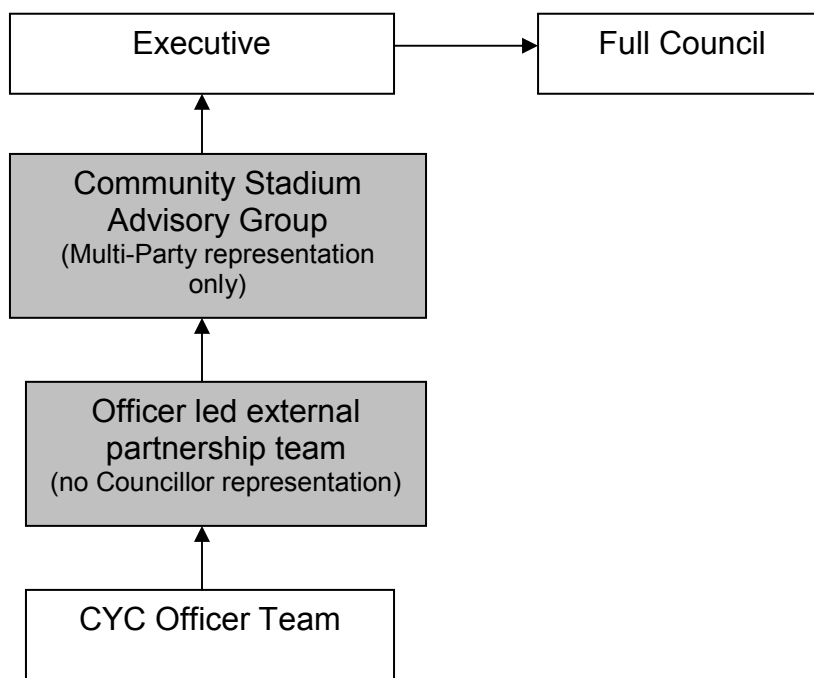 Executive
Full Council
Community Stadium
Advisory Group
(Multi-Party representation
only)
Officer led external
partnership team
(no Councillor representation)
CYC Officer Team